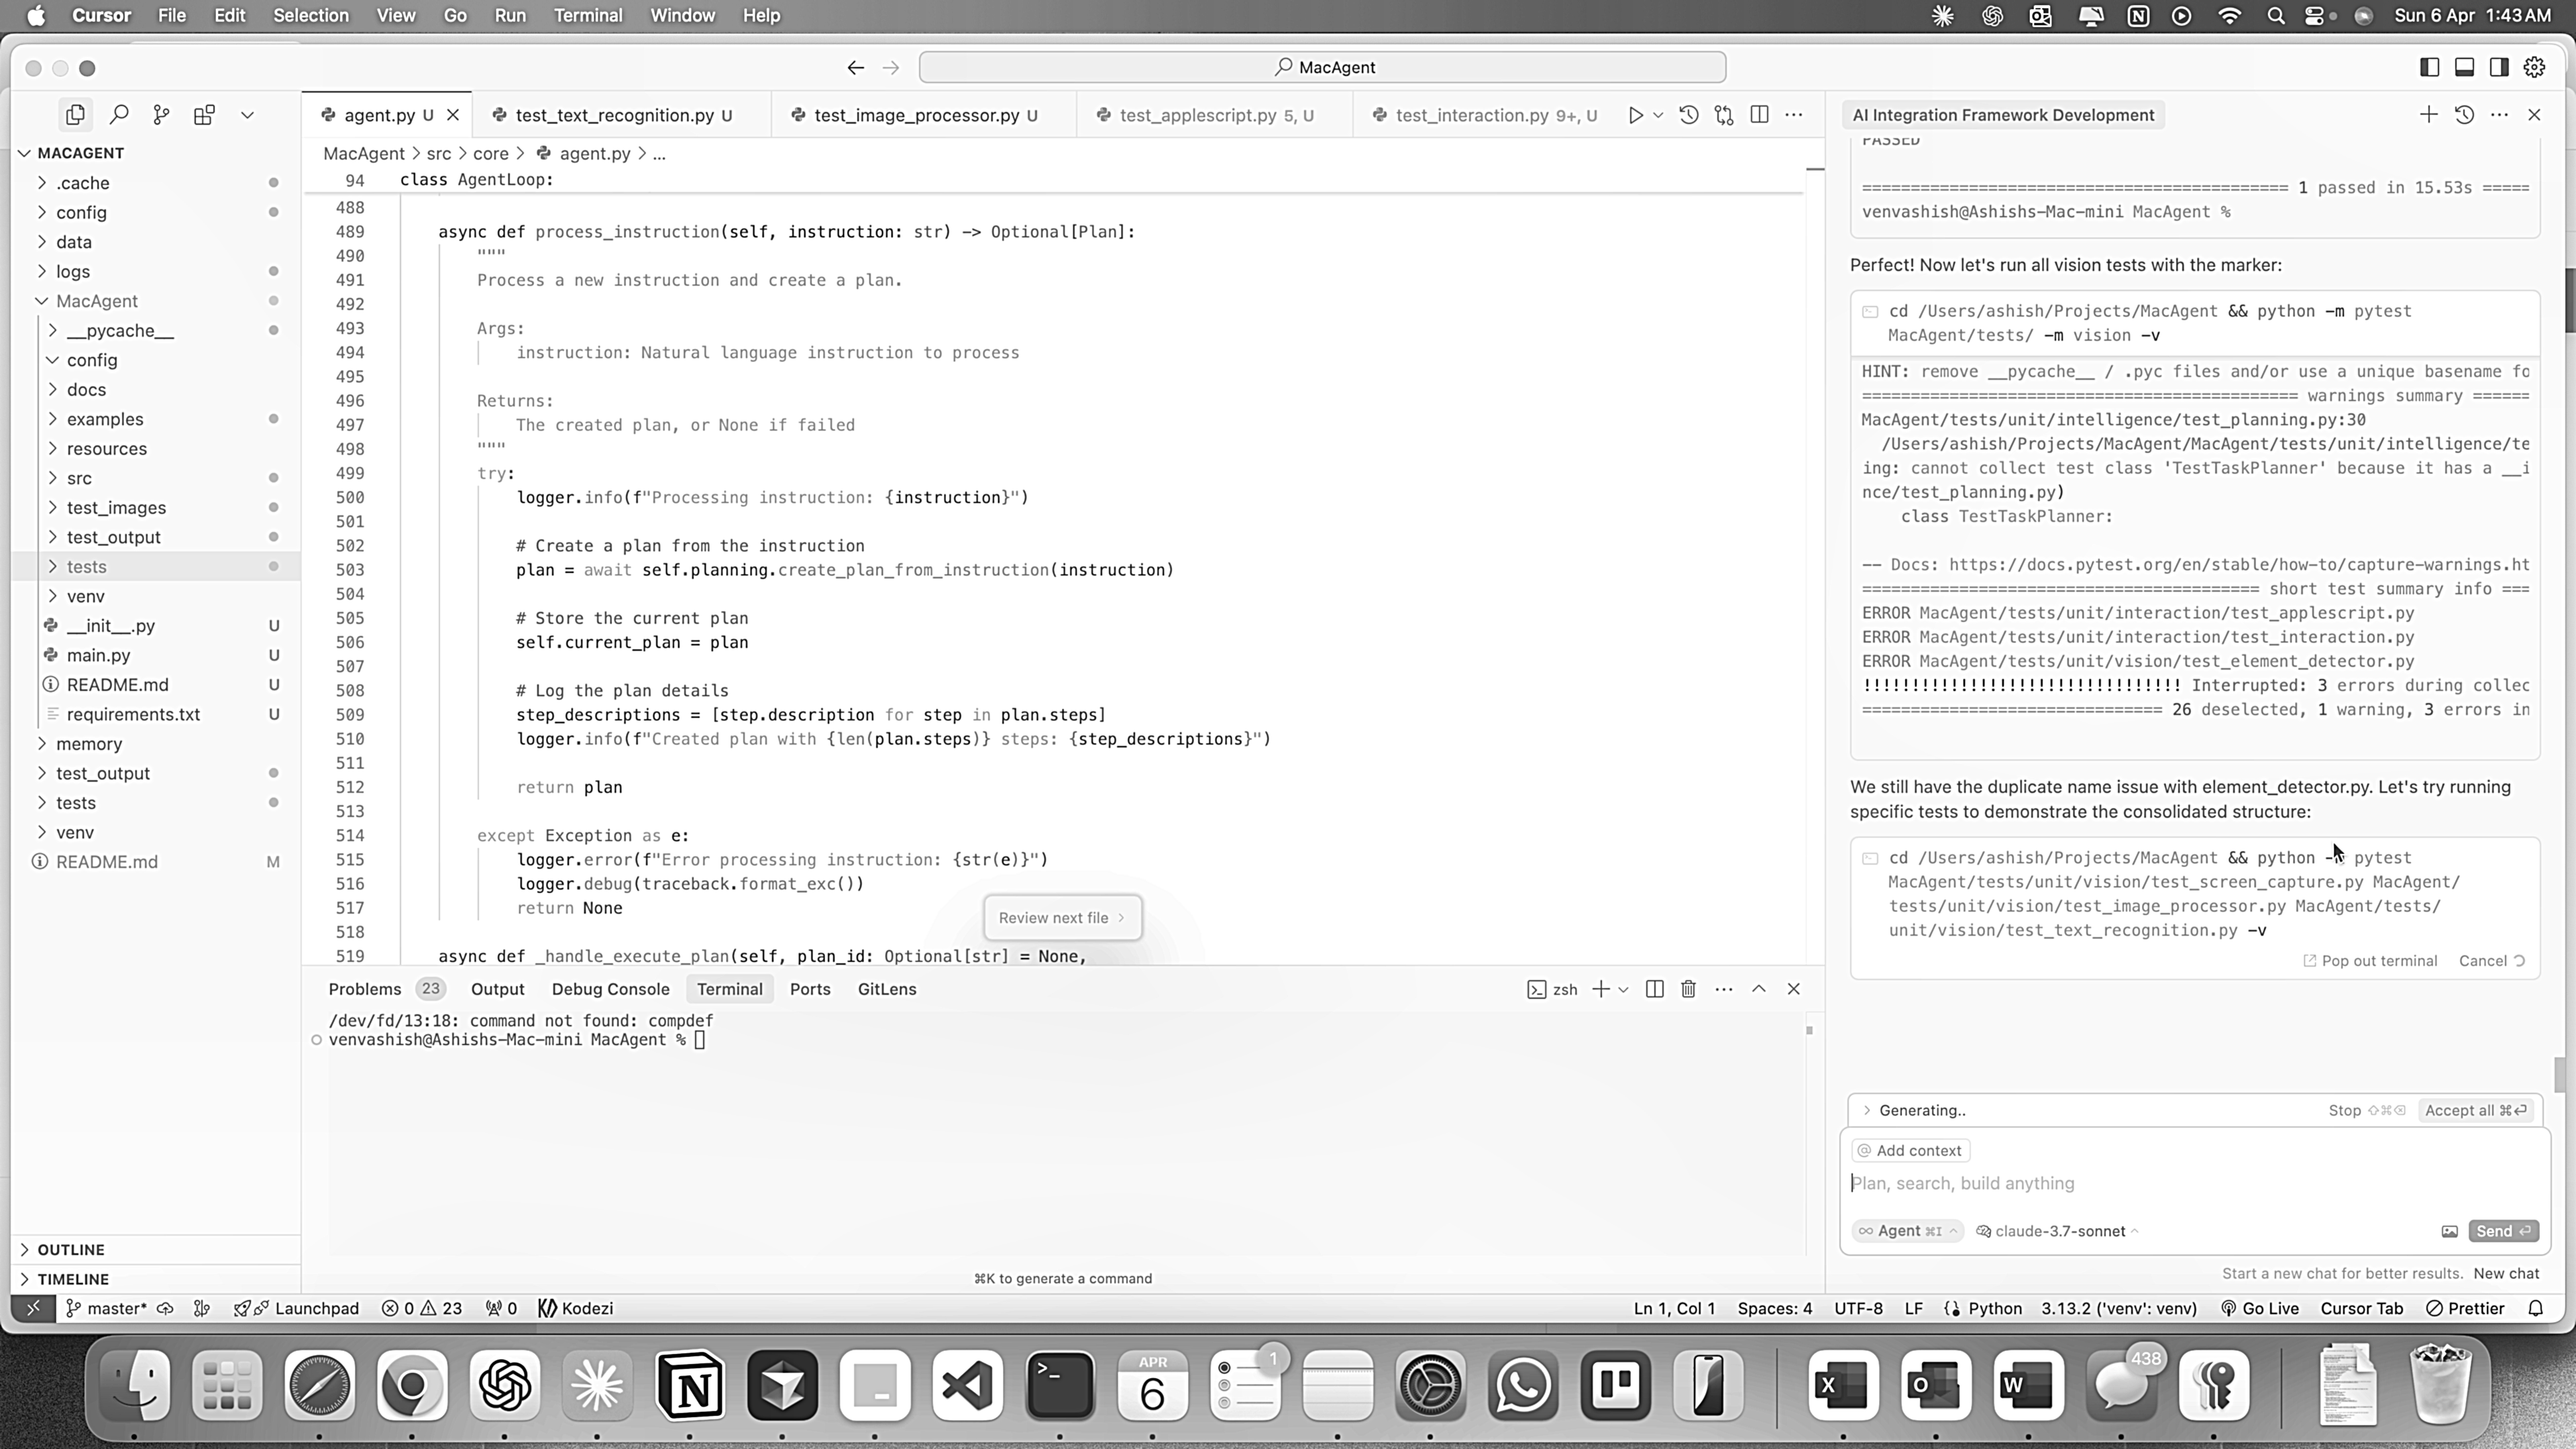 Cursor File Edit Selection View Go Run Terminal Window Help
Sun 6 Apr 1:43 AM
MacAgent
agent.py U
test_text_recognition.py U
test_image_processor.py U
test_applescript.py 5, U
test_interaction.py 9+, U
MACAGENT
.cache
config
data
logs
MacAgent
__pycache__
config
docs
examples
resources
src
test_images
test_output
tests
venv
__init__.py U
main.py U
README.md U
requirements.txt U
memory
test_output
tests
venv
README.md M
OUTLINE
TIMELINE
MacAgent > src > core > agent.py > ...
94 class AgentLoop:
488
489 async def process_instruction(self, instruction: str) -> Optional[Plan]:
490 """
491 Process a new instruction and create a plan.
492
493 Args:
494 instruction: Natural language instruction to process
495
496 Returns:
497 The created plan, or None if failed
498 """
499 try:
500 logger.info(f"Processing instruction: {instruction}")
501
502 # Create a plan from the instruction
503 plan = await self.planning.create_plan_from_instruction(instruction)
504
505 # Store the current plan
506 self.current_plan = plan
507
508 # Log the plan details
509 step_descriptions = [step.description for step in plan.steps]
510 logger.info(f"Created plan with {len(plan.steps)} steps: {step_descriptions}")
511
512 return plan
513
514 except Exception as e:
515 logger.error(f"Error processing instruction: {str(e)}")
516 logger.debug(traceback.format_exc())
517 return None
518
519 async def _handle_execute_plan(self, plan_id: Optional[str] = None,
Review next file >
Problems 23 Output Debug Console Terminal Ports GitLens
zsh
/dev/fd/13:18: command not found: compdef
venvashish@Ashishs-Mac-mini MacAgent %
⌘K to generate a command
AI Integration Framework Development
PASSED
============================================ 1 passed in 15.53s =====
venvashish@Ashishs-Mac-mini MacAgent %
Perfect! Now let's run all vision tests with the marker:
cd /Users/ashish/Projects/MacAgent && python -m pytest
MacAgent/tests/ -m vision -v
HINT: remove __pycache__ / .pyc files and/or use a unique basename fo
============================================= warnings summary ======
MacAgent/tests/unit/intelligence/test_planning.py:30
/Users/ashish/Projects/MacAgent/MacAgent/tests/unit/intelligence/te
ing: cannot collect test class 'TestTaskPlanner' because it has a __i
nce/test_planning.py)
class TestTaskPlanner:
-- Docs: https://docs.pytest.org/en/stable/how-to/capture-warnings.ht
========================================= short test summary info ===
ERROR MacAgent/tests/unit/interaction/test_applescript.py
ERROR MacAgent/tests/unit/interaction/test_interaction.py
ERROR MacAgent/tests/unit/vision/test_element_detector.py
!!!!!!!!!!!!!!!!!!!!!!!!!!!!!!!!! Interrupted: 3 errors during collec
=============================== 26 deselected, 1 warning, 3 errors in
We still have the duplicate name issue with element_detector.py. Let's try running
specific tests to demonstrate the consolidated structure:
cd /Users/ashish/Projects/MacAgent && python - pytest
MacAgent/tests/unit/vision/test_screen_capture.py MacAgent/
tests/unit/vision/test_image_processor.py MacAgent/tests/
unit/vision/test_text_recognition.py -v
Pop out terminal Cancel
Generating.. Stop ⇧⌘⌫ Accept all ⌘⏎
@ Add context
Plan, search, build anything
∞ Agent ⌘I claude-3.7-sonnet Send ⏎
Start a new chat for better results. New chat
master* Launchpad 0 23 0 Kodezi
Ln 1, Col 1 Spaces: 4 UTF-8 LF Python 3.13.2 ('venv': venv) Go Live Cursor Tab Prettier
APR
6
1
X
O
W
438